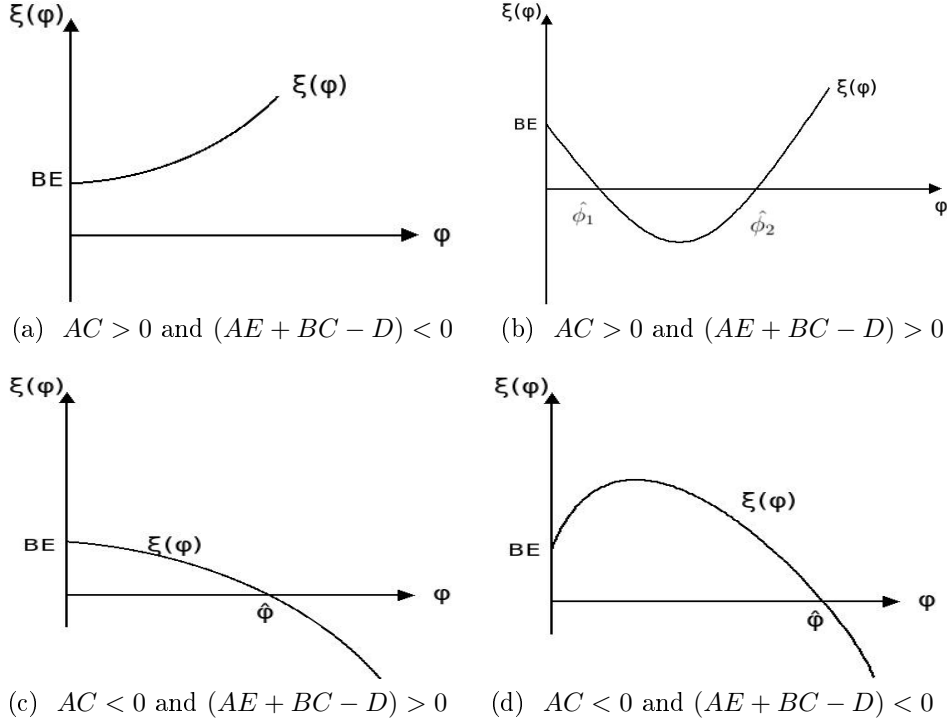 ξ(φ)
ξ(φ)
BE
φ
(a) AC > 0 and (AE + BC − D) < 0
ξ(φ)
ξ(φ)
BE
φ
ϕ̂₁
ϕ̂₂
(b) AC > 0 and (AE + BC − D) > 0
ξ(φ)
BE
ξ(φ)
φ
φ̂
(c) AC < 0 and (AE + BC − D) > 0
ξ(φ)
ξ(φ)
BE
φ
φ̂
(d) AC < 0 and (AE + BC − D) < 0